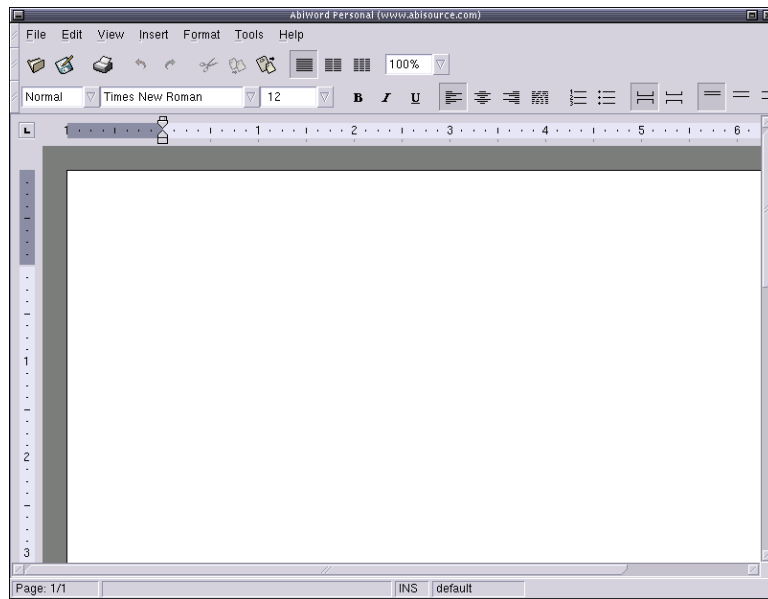 AbiWord Personal (www.abisource.com)
File Edit View Insert Format Tools Help
100%
Normal Times New Roman 12 B I U
1 1 2 3 4 5 6
1
2
3
Page: 1/1 INS default